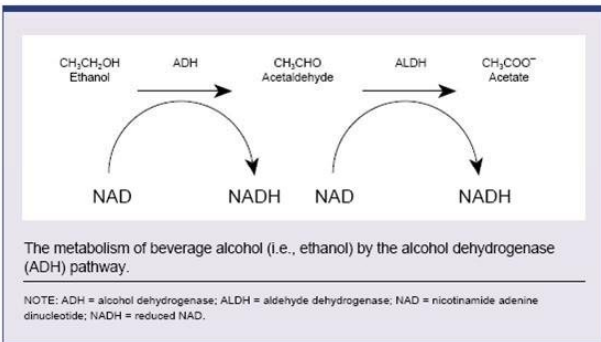 CH₃CH₂OH ADH CH₃CHO ALDH CH₃COO⁻
Ethanol Acetaldehyde Acetate
NAD NADH NAD NADH
The metabolism of beverage alcohol (i.e., ethanol) by the alcohol dehydrogenase
(ADH) pathway.
NOTE: ADH = alcohol dehydrogenase; ALDH = aldehyde dehydrogenase; NAD = nicotinamide adenine
dinucleotide; NADH = reduced NAD.